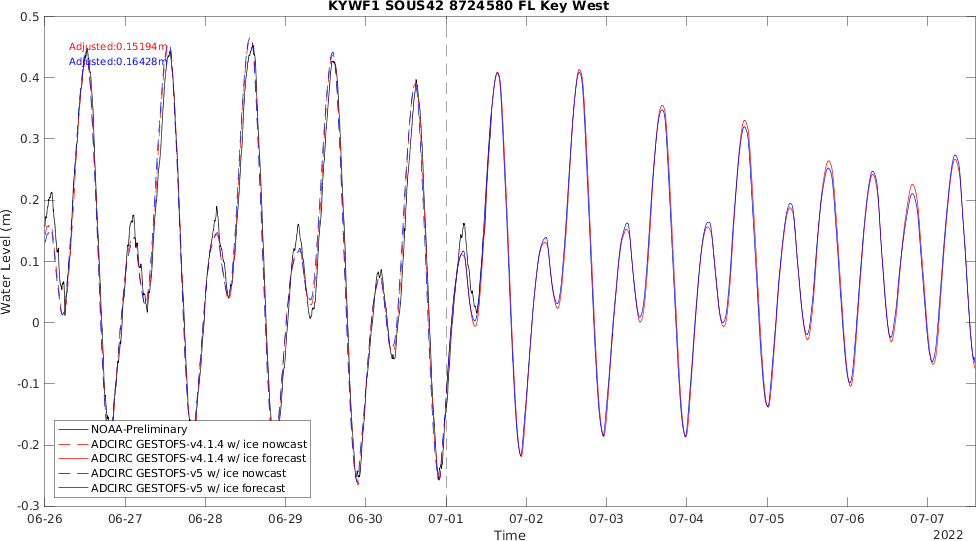 KYWF1 SOUS42 8724580 FL Key West
0.5
0.4
0.3
0.2
0.1
0
-0.1
-0.2
-0.3
Water Level (m)
Adjusted:0.15194m
Adjusted:0.16428m
NOAA-Preliminary
ADCIRC GESTOFS-v4.1.4 w/ ice nowcast
ADCIRC GESTOFS-v4.1.4 w/ ice forecast
ADCIRC GESTOFS-v5 w/ ice nowcast
ADCIRC GESTOFS-v5 w/ ice forecast
06-26 06-27 06-28 06-29 06-30 07-01 07-02 07-03 07-04 07-05 07-06 07-07
Time
2022